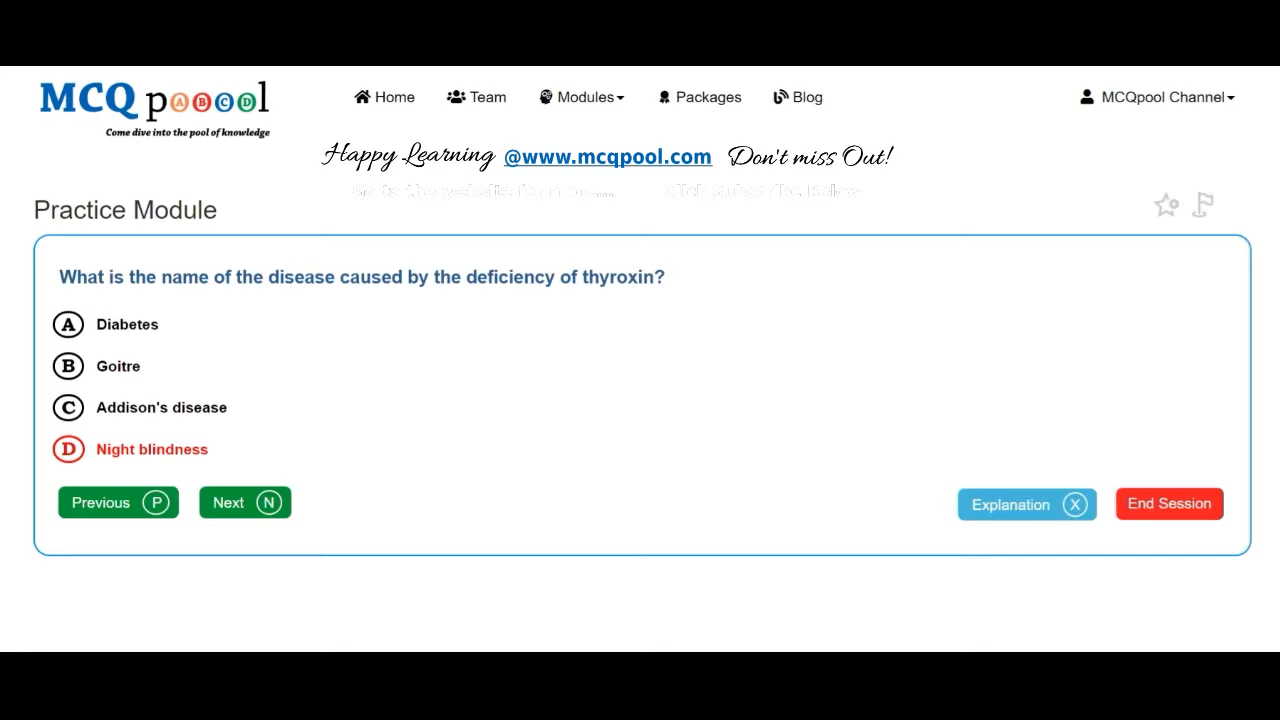 MCQ pooool
Come dive into the pool of knowledge
Home Team Modules Packages Blog MCQpool Channel
Happy Learning @www.mcqpool.com Don't miss Out!
Practice Module
What is the name of the disease caused by the deficiency of thyroxin?
A Diabetes
B Goitre
C Addison's disease
D Night blindness
Previous P Next N Explanation X End Session